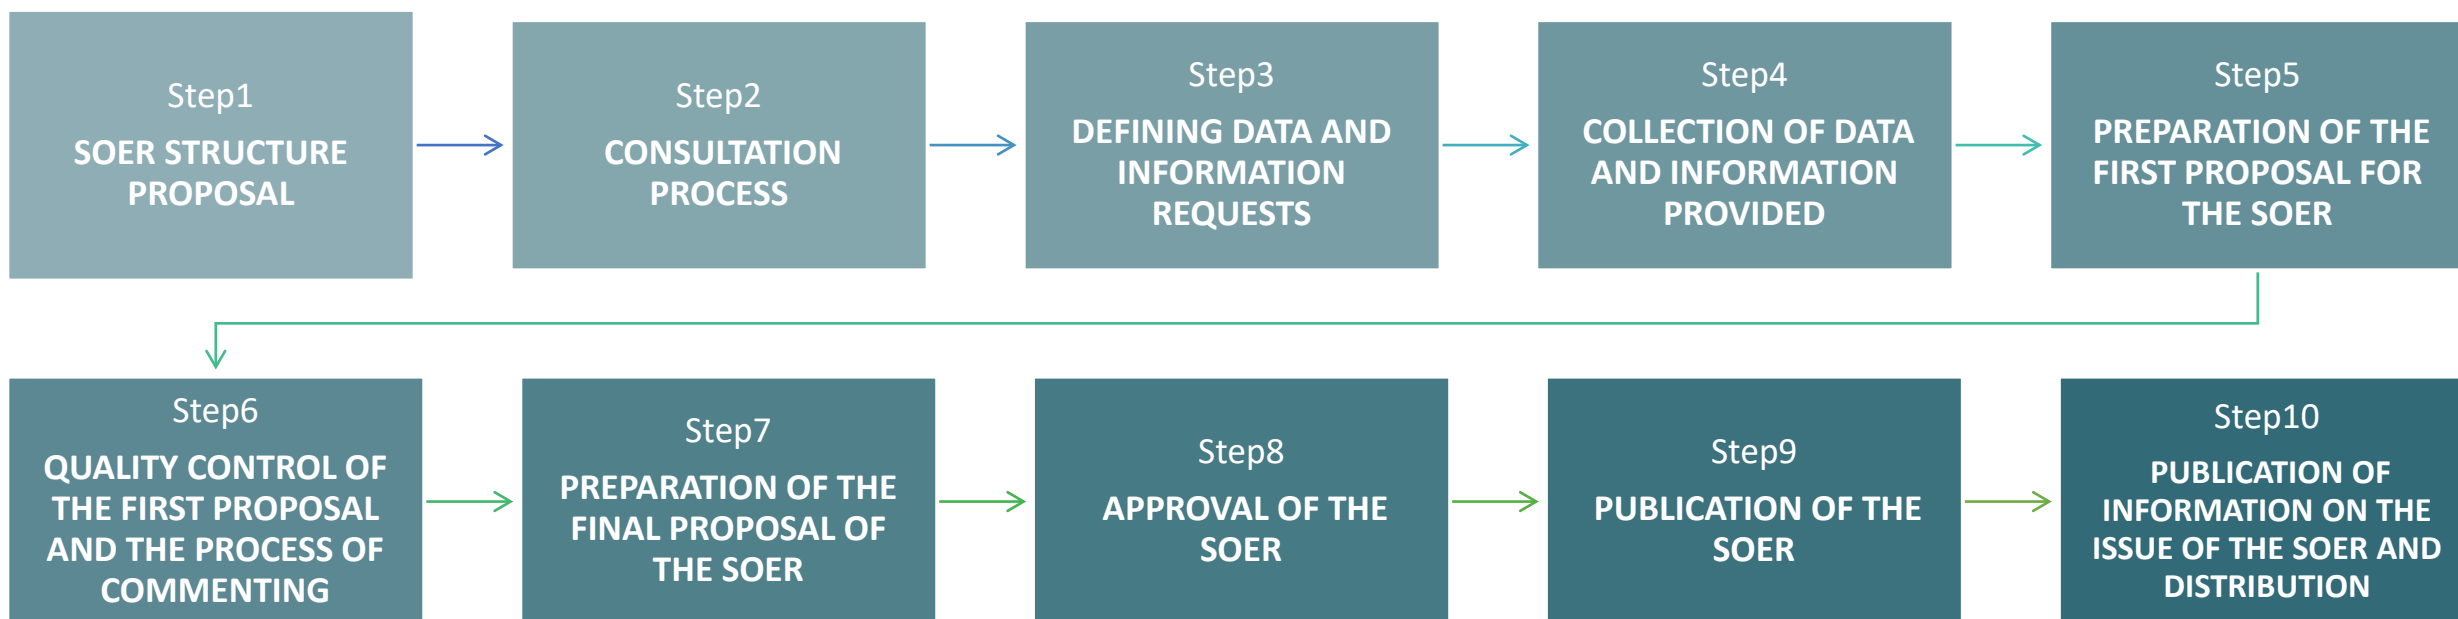 Step1
SOER STRUCTURE
PROPOSAL
Step2
CONSULTATION
PROCESS
Step3
DEFINING DATA AND
INFORMATION
REQUESTS
Step4
COLLECTION OF DATA
AND INFORMATION
PROVIDED
Step5
PREPARATION OF THE
FIRST PROPOSAL FOR
THE SOER
Step6
QUALITY CONTROL OF
THE FIRST PROPOSAL
AND THE PROCESS OF
COMMENTING
Step7
PREPARATION OF THE
FINAL PROPOSAL OF
THE SOER
Step8
APPROVAL OF THE
SOER
Step9
PUBLICATION OF THE
SOER
Step10
PUBLICATION OF
INFORMATION ON THE
ISSUE OF THE SOER AND
DISTRIBUTION